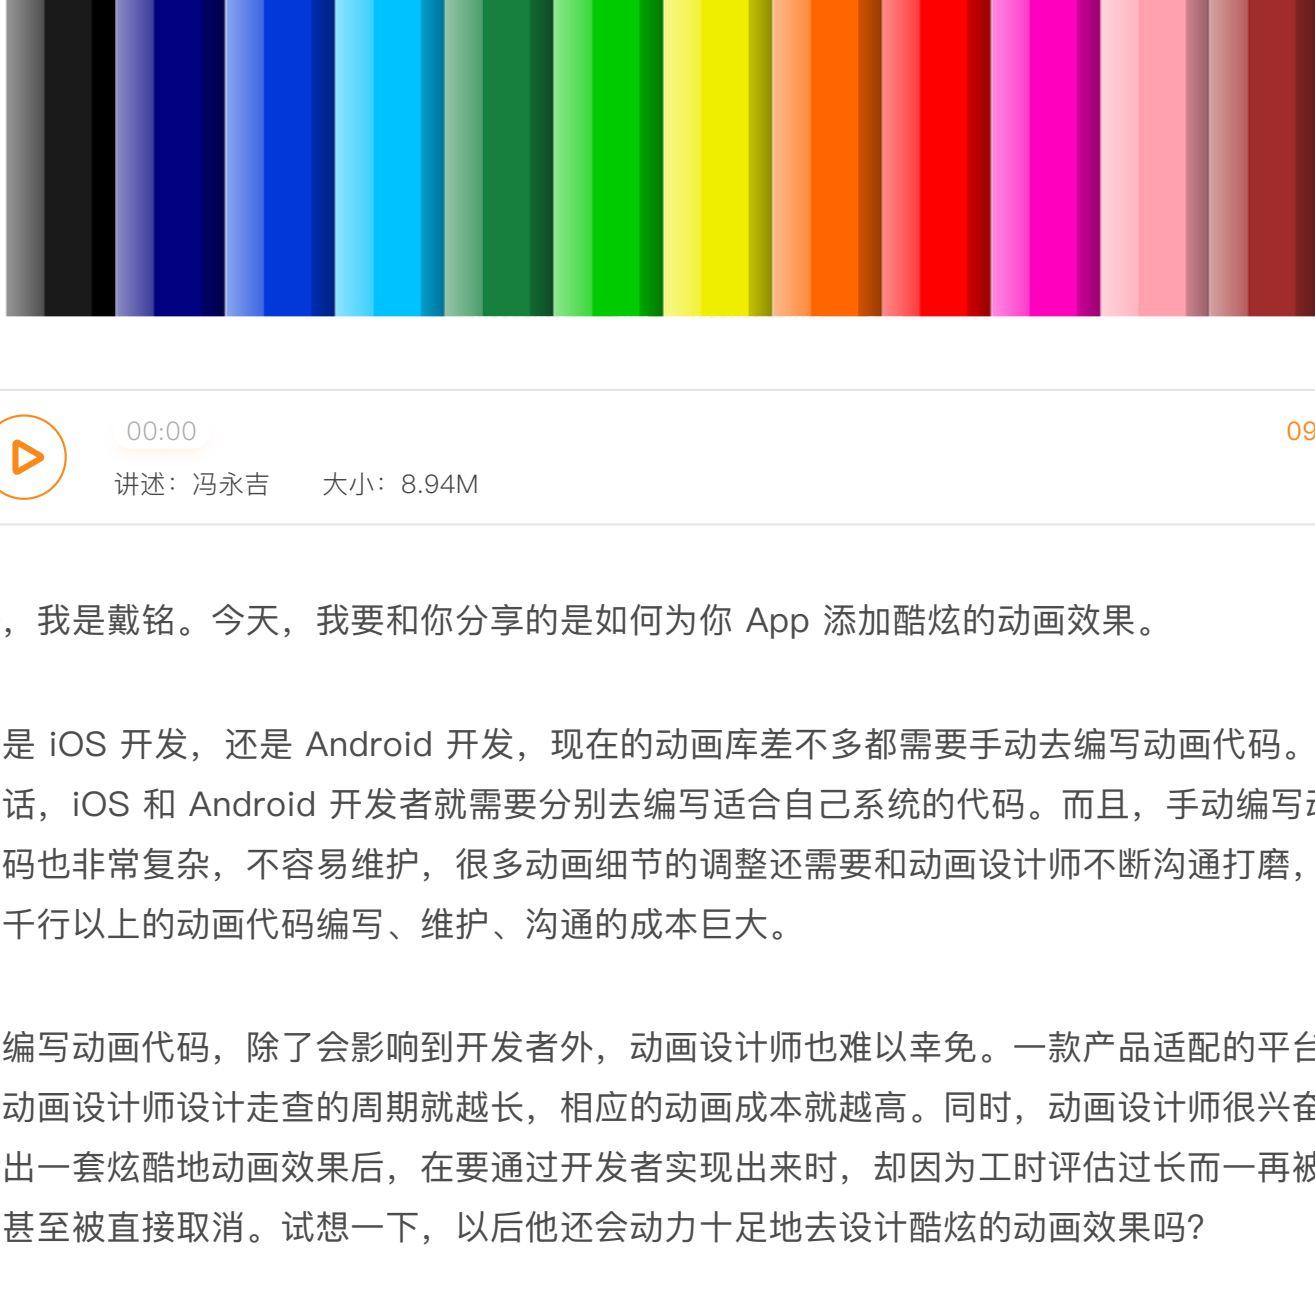 00:00
09
讲述：冯永吉 大小：8.94M
，我是戴铭。今天，我要和你分享的是如何为你 App 添加酷炫的动画效果。
是 iOS 开发，还是 Android 开发，现在的动画库差不多都需要手动去编写动画代码。
话，iOS 和 Android 开发者就需要分别去编写适合自己系统的代码。而且，手动编写动
码也非常复杂，不容易维护，很多动画细节的调整还需要和动画设计师不断沟通打磨，
千行以上的动画代码编写、维护、沟通的成本巨大。
编写动画代码，除了会影响到开发者外，动画设计师也难以幸免。一款产品适配的平台
动画设计师设计走查的周期就越长，相应的动画成本就越高。同时，动画设计师很兴奋
出一套炫酷地动画效果后，在要通过开发者实现出来时，却因为工时评估过长而一再被
甚至被直接取消。试想一下，以后他还会动力十足地去设计酷炫的动画效果吗？